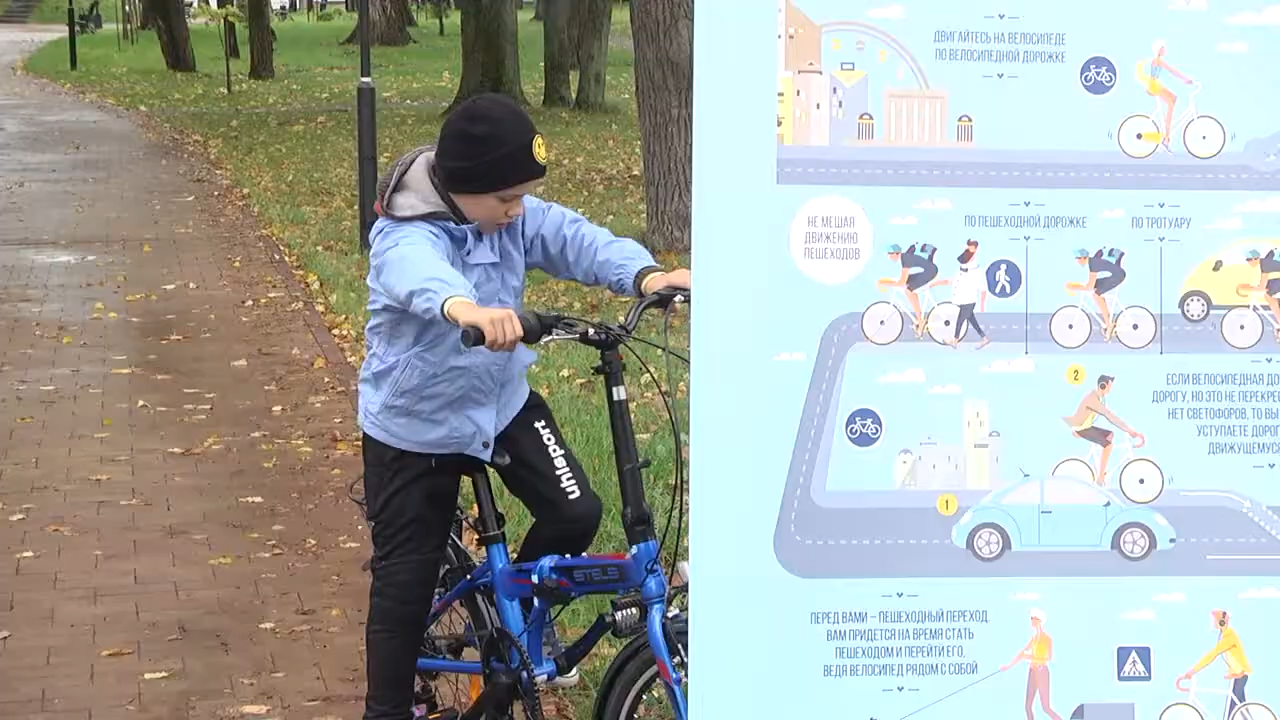 ДВИГАЙТЕСЬ НА ВЕЛОСИПЕДЕ
ПО ВЕЛОСИПЕДНОЙ ДОРОЖКЕ
НЕ МЕШАЯ
ДВИЖЕНИЮ
ПЕШЕХОДОВ
ПО ПЕШЕХОДНОЙ ДОРОЖКЕ
ПО ТРОТУАРУ
2
ЕСЛИ ВЕЛОСИПЕДНАЯ ДО
ДОРОГУ, НО ЭТО НЕ ПЕРЕКРЕ
НЕТ СВЕТОФОРОВ, ТО ВЫ
УСТУПАЕТЕ ДОРОГ
ДВИЖУЩЕМУСЯ
1
ПЕРЕД ВАМИ – ПЕШЕХОДНЫЙ ПЕРЕХОД.
ВАМ ПРИДЕТСЯ НА ВРЕМЯ СТАТЬ
ПЕШЕХОДОМ И ПЕРЕЙТИ ЕГО,
ВЕДЯ ВЕЛОСИПЕД РЯДОМ С СОБОЙ
uhlsport
STELS